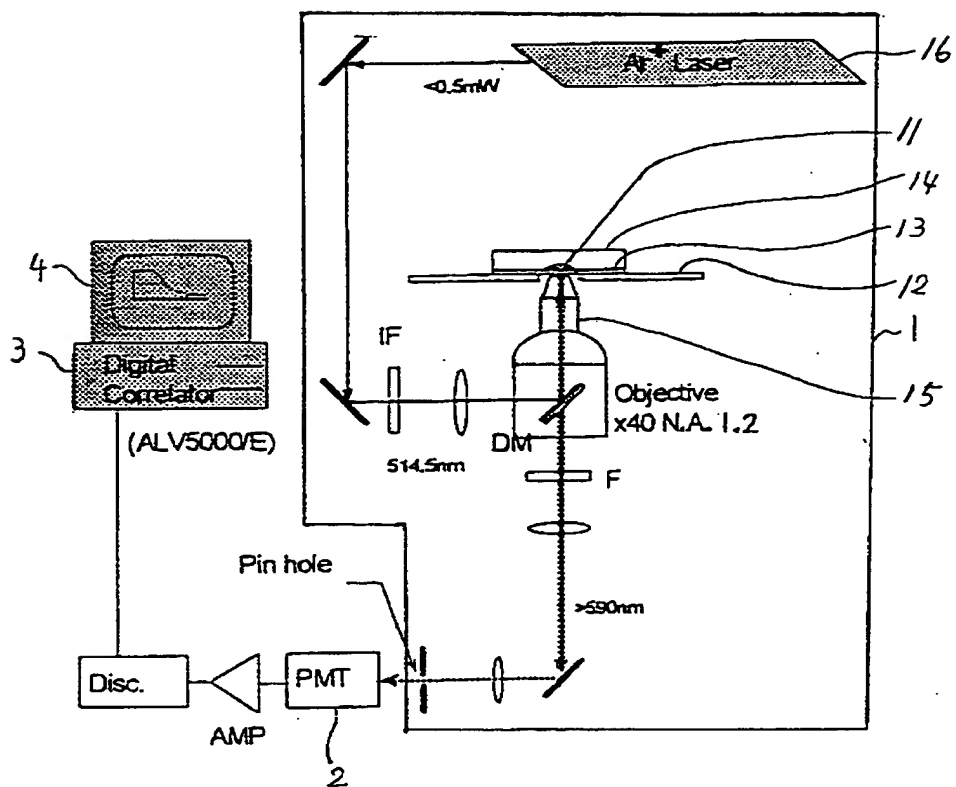 Ar+ Laser
16
<0.5mW
11
14
13
12
4
IF
1
3
Digital
Correlator
Objective
x40 N.A. 1.2
15
(ALV5000/E)
DM
514.5nm
F
Pin hole
>590nm
Disc.
PMT
AMP
2